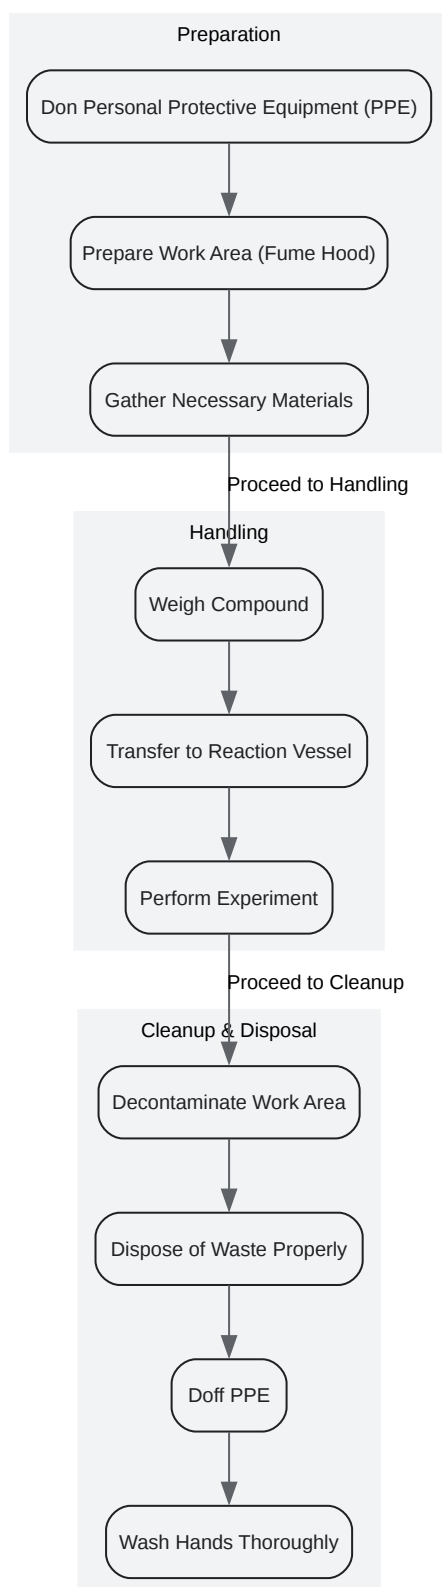 Preparation
Don Personal Protective Equipment (PPE)
Prepare Work Area (Fume Hood)
Gather Necessary Materials
Proceed to Handling
Handling
Weigh Compound
Transfer to Reaction Vessel
Perform Experiment
Proceed to Cleanup
Cleanup & Disposal
Decontaminate Work Area
Dispose of Waste Properly
Doff PPE
Wash Hands Thoroughly